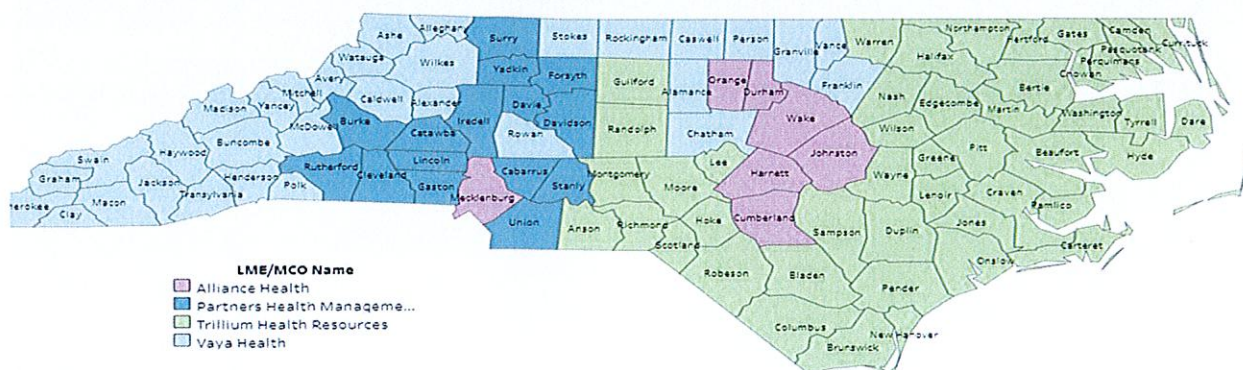 Ashe
Alleghan
Surry
Stokes
Rockingham
Caswell
Person
Granville
Vance
Warren
Northampton
Hertford
Gates
Camden
Currituck
Pasquotank
Perquimans
Chowan
Watauga
Wilkes
Yadkin
Forsyth
Guilford
Alamance
Orange
Durham
Franklin
Halifax
Bertie
Avery
Mitchell
Caldwell
Alexander
Davie
Iredell
Davidson
Randolph
Chatham
Wake
Nash
Edgecombe
Martin
Washington
Tyrrell
Dare
Madison
Yancey
McDowell
Burke
Catawba
Rowan
Wilson
Pitt
Beaufort
Hyde
Swain
Haywood
Buncombe
Rutherford
Lincoln
Lee
Johnston
Greene
Graham
Jackson
Henderson
Polk
Cleveland
Gaston
Cabarrus
Stanly
Montgomery
Moore
Harnett
Wayne
Lenoir
Craven
Pamlico
erokee
Clay
Macon
Transylvania
Mecklenburg
Union
Anson
Richmond
Hoke
Scotland
Cumberland
Sampson
Duplin
Jones
Onslow
Carteret
Robeson
Bladen
Pender
Columbus
Brunswick
New Hanover
LME/MCO Name
Alliance Health
Partners Health Manageme...
Trillium Health Resources
Vaya Health